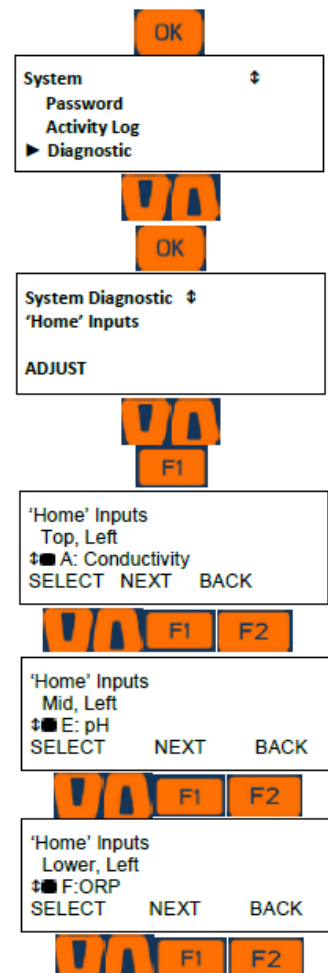 OK
System ⇕
Password
Activity Log
► Diagnostic
OK
System Diagnostic ⇕
‘Home’ Inputs
ADJUST
F1
‘Home’ Inputs
Top, Left
⇕■ A: Conductivity
SELECT NEXT BACK
F1 F2
‘Home’ Inputs
Mid, Left
⇕■ E: pH
SELECT NEXT BACK
F1 F2
‘Home’ Inputs
Lower, Left
⇕■ F:ORP
SELECT NEXT BACK
F1 F2